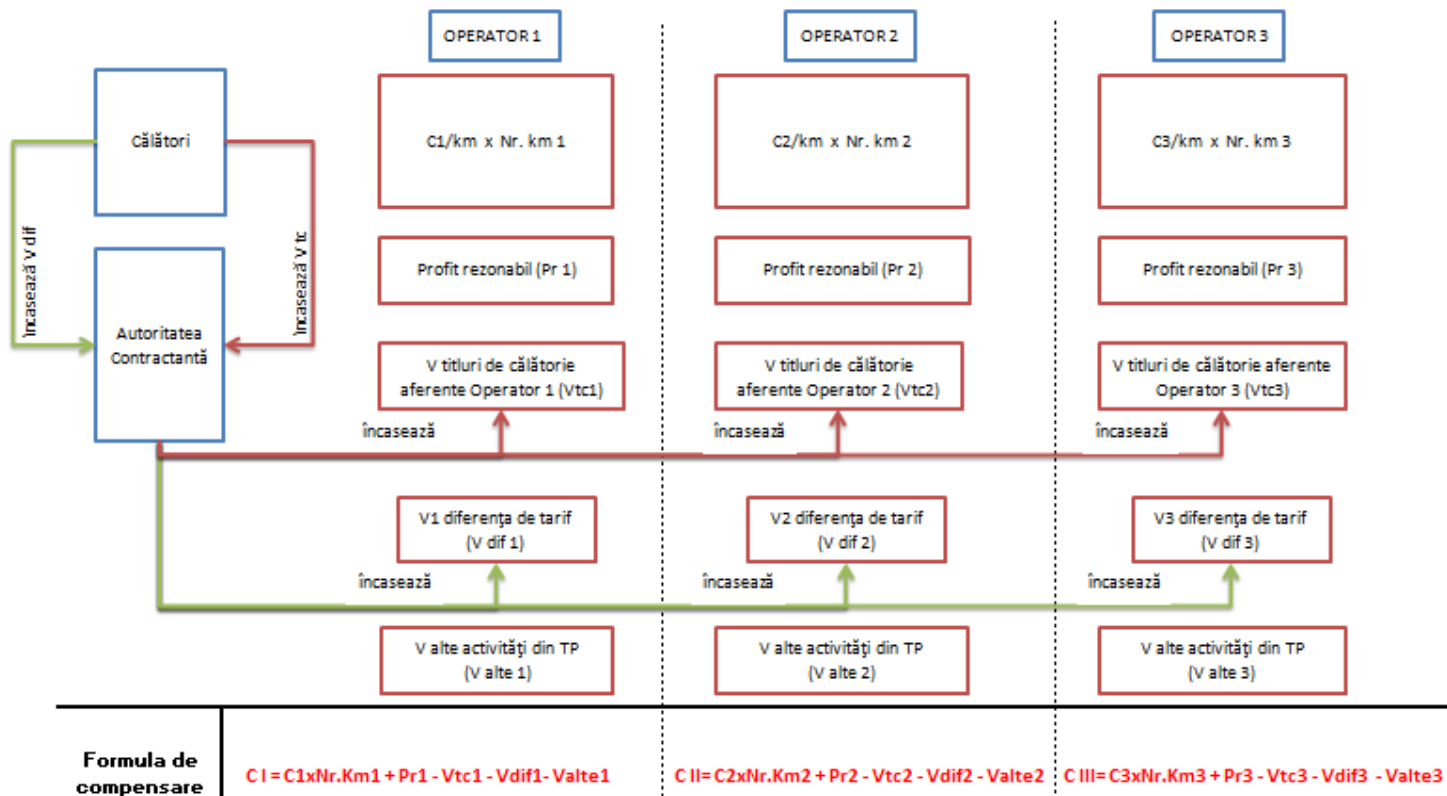 OPERATOR 1
OPERATOR 2
OPERATOR 3
Călători
C1/km x Nr. km 1
C2/km x Nr. km 2
C3/km x Nr. km 3
încasează V dif
încasează V tc
Profit rezonabil (Pr 1)
Profit rezonabil (Pr 2)
Profit rezonabil (Pr 3)
Autoritatea
Contractantă
V titluri de călătorie
aferente Operator 1 (Vtc1)
V titluri de călătorie
aferente Operator 2 (Vtc2)
V titluri de călătorie aferente
Operator 3 (Vtc3)
încasează
încasează
încasează
V1 diferenţa de tarif
(V dif 1)
V2 diferenţa de tarif
(V dif 2)
V3 diferenţa de tarif
(V dif 3)
încasează
încasează
încasează
V alte activităţi din TP
(V alte 1)
V alte activităţi din TP
(V alte 2)
V alte activităţi din TP
(V alte 3)
Formula de
compensare
C I = C1xNr.Km1 + Pr1 - Vtc1 - Vdif1- Valte1
C II= C2xNr.Km2 + Pr2 - Vtc2 - Vdif2 - Valte2
C III= C3xNr.Km3 + Pr3 - Vtc3 - Vdif3 - Valte3